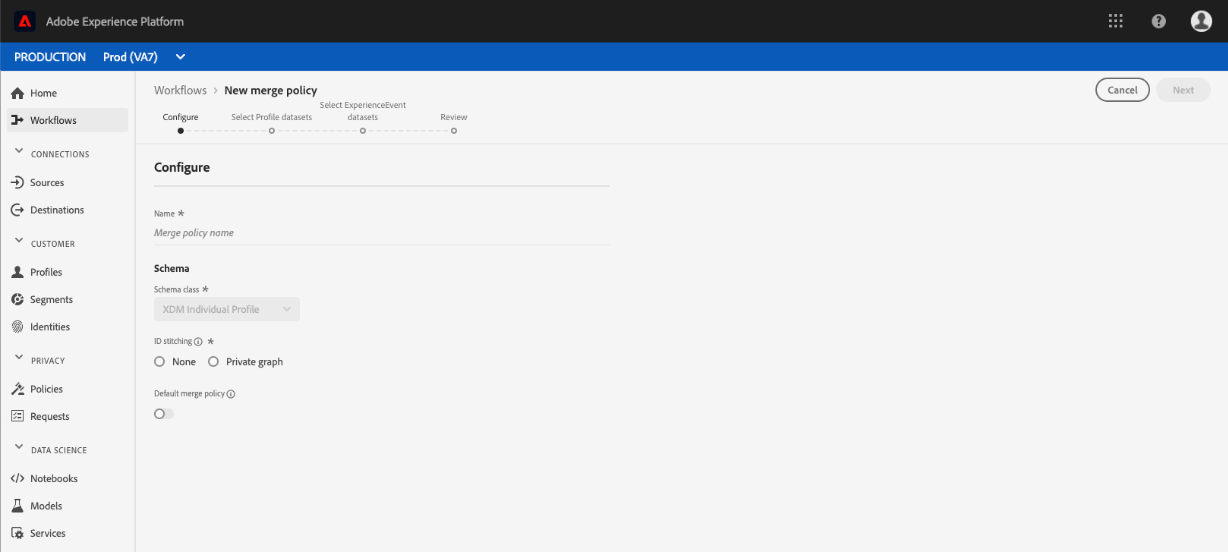 Adobe Experience Platform
PRODUCTION Prod (VA7)
Home
Workflows
CONNECTIONS
Sources
Destinations
CUSTOMER
Profiles
Segments
Identities
PRIVACY
Policies
Requests
DATA SCIENCE
Notebooks
Models
Services
Workflows > New merge policy
Cancel
Next
Configure
Select Profile datasets
Select ExperienceEvent
datasets
Review
Configure
Name *
Merge policy name
Schema
Schema class *
XDM Individual Profile
ID stitching *
None Private graph
Default merge policy